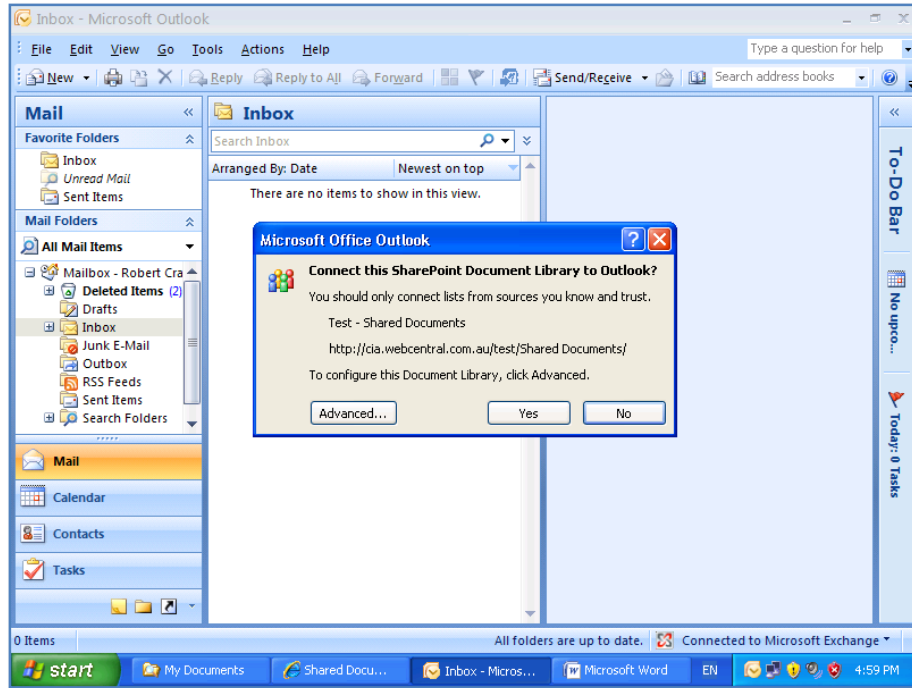 Inbox - Microsoft Outlook
File Edit View Go Tools Actions Help
Type a question for help
New Reply Reply to All Forward Send/Receive Search address books
Mail
Favorite Folders
Inbox
Unread Mail
Sent Items
Mail Folders
All Mail Items
Mailbox - Robert Cra
Deleted Items (2)
Drafts
Inbox
Junk E-Mail
Outbox
RSS Feeds
Sent Items
Search Folders
Mail
Calendar
Contacts
Tasks
Inbox
Search Inbox
Arranged By: Date Newest on top
There are no items to show in this view.
Microsoft Office Outlook
Connect this SharePoint Document Library to Outlook?
You should only connect lists from sources you know and trust.
Test - Shared Documents
http://cia.webcentral.com.au/test/Shared Documents/
To configure this Document Library, click Advanced.
Advanced... Yes No
To-Do Bar
No upco...
Today: 0 Tasks
0 Items All folders are up to date. Connected to Microsoft Exchange
start My Documents Shared Docu... Inbox - Micros... Microsoft Word EN 4:59 PM